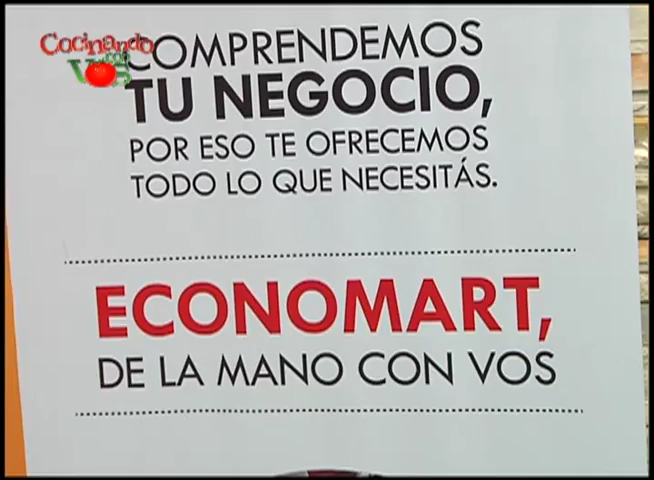 Cocinando
con
VOS
COMPRENDEMOS
TU NEGOCIO,
POR ESO TE OFRECEMOS
TODO LO QUE NECESITÁS.
ECONOMART,
DE LA MANO CON VOS